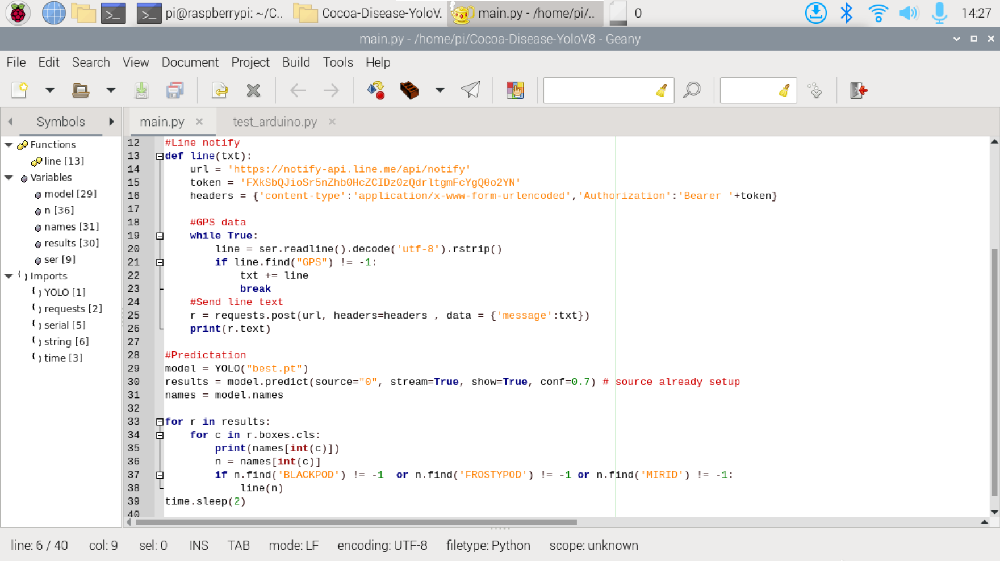 pi@raspberrypi: ~/C..
Cocoa-Disease-YoloV.
main.py - /home/pi/..
0
14:27
main.py - /home/pi/Cocoa-Disease-YoloV8 - Geany
File Edit Search View Document Project Build Tools Help
Symbols
main.py
test_arduino.py
Functions
line [13]
Variables
model [29]
n [36]
names [31]
results [30]
ser [9]
Imports
YOLO [1]
requests [2]
serial [5]
string [6]
time [3]
12 #Line notify
13 def line(txt):
14 url = 'https://notify-api.line.me/api/notify'
15 token = 'FXkSbQJioSr5nZhb0HcZCIDz0zQdrltgmFcYgQ0o2YN'
16 headers = {'content-type':'application/x-www-form-urlencoded','Authorization':'Bearer '+token}
17
18 #GPS data
19 while True:
20 line = ser.readline().decode('utf-8').rstrip()
21 if line.find("GPS") != -1:
22 txt += line
23 break
24 #Send line text
25 r = requests.post(url, headers=headers , data = {'message':txt})
26 print(r.text)
27
28 #Predictation
29 model = YOLO("best.pt")
30 results = model.predict(source="0", stream=True, show=True, conf=0.7) # source already setup
31 names = model.names
32
33 for r in results:
34 for c in r.boxes.cls:
35 print(names[int(c)])
36 n = names[int(c)]
37 if n.find('BLACKPOD') != -1  or n.find('FROSTYPOD') != -1 or n.find('MIRID') != -1:
38 line(n)
39 time.sleep(2)
40
line: 6 / 40 col: 9 sel: 0 INS TAB mode: LF encoding: UTF-8 filetype: Python scope: unknown